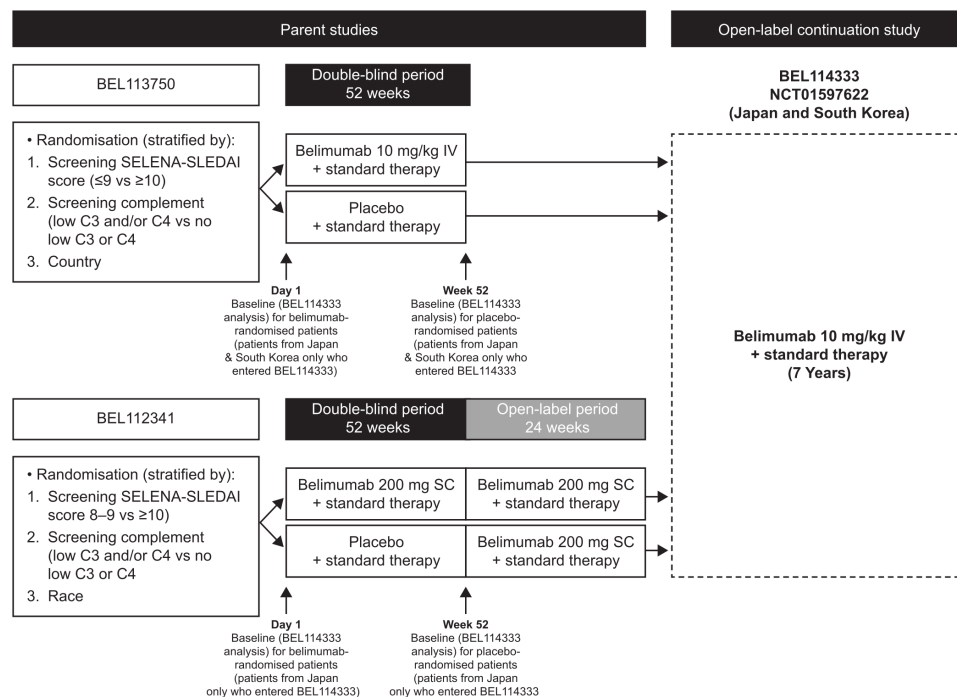 Parent studies
Open-label continuation study
BEL113750
Double-blind period
52 weeks
BEL114333
NCT01597622
(Japan and South Korea)
• Randomisation (stratified by):
1. Screening SELENA-SLEDAI
score (≤9 vs ≥10)
2. Screening complement
(low C3 and/or C4 vs no
low C3 or C4
3. Country
Belimumab 10 mg/kg IV
+ standard therapy
Placebo
+ standard therapy
Day 1
Baseline (BEL114333
analysis) for belimumab-
randomised patients
(patients from Japan
& South Korea only who
entered BEL114333)
Week 52
Baseline (BEL114333
analysis) for placebo-
randomised patients
(patients from Japan
& South Korea only who
entered BEL114333
Belimumab 10 mg/kg IV
+ standard therapy
(7 Years)
BEL112341
Double-blind period
52 weeks
Open-label period
24 weeks
• Randomisation (stratified by):
1. Screening SELENA-SLEDAI
score 8–9 vs ≥10)
2. Screening complement
(low C3 and/or C4 vs no
low C3 or C4
3. Race
Belimumab 200 mg SC
+ standard therapy
Belimumab 200 mg SC
+ standard therapy
Placebo
+ standard therapy
Belimumab 200 mg SC
+ standard therapy
Day 1
Baseline (BEL114333
analysis) for belimumab-
randomised patients
(patients from Japan
only who entered BEL114333)
Week 52
Baseline (BEL114333
analysis) for placebo-
randomised patients
(patients from Japan
only who entered BEL114333